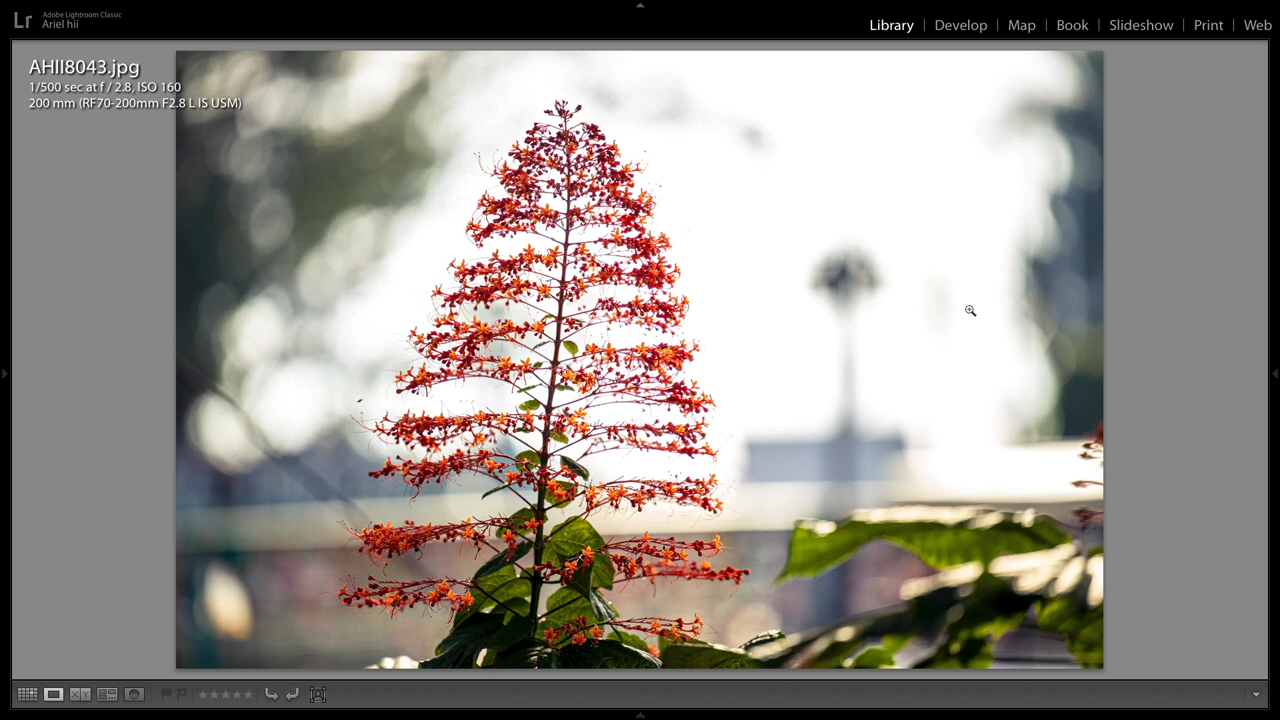 Lr
Adobe Lightroom Classic
Ariel hii
Library | Develop | Map | Book | Slideshow | Print | Web
AHII8043.jpg
1/500 sec at f / 2.8, ISO 160
200 mm (RF70-200mm F2.8 L IS USM)
XY